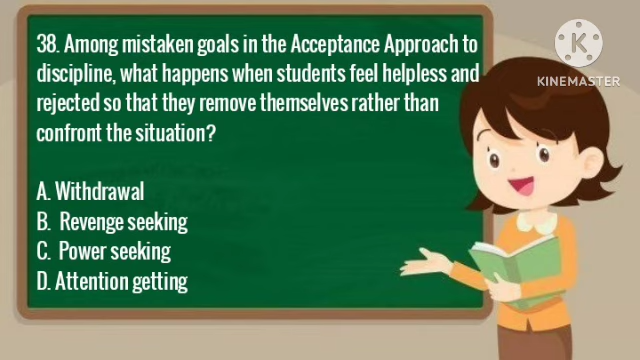 38. Among mistaken goals in the Acceptance Approach to
discipline, what happens when students feel helpless and
rejected so that they remove themselves rather than
confront the situation?
A. Withdrawal
B. Revenge seeking
C. Power seeking
D. Attention getting
K
KINEMASTER